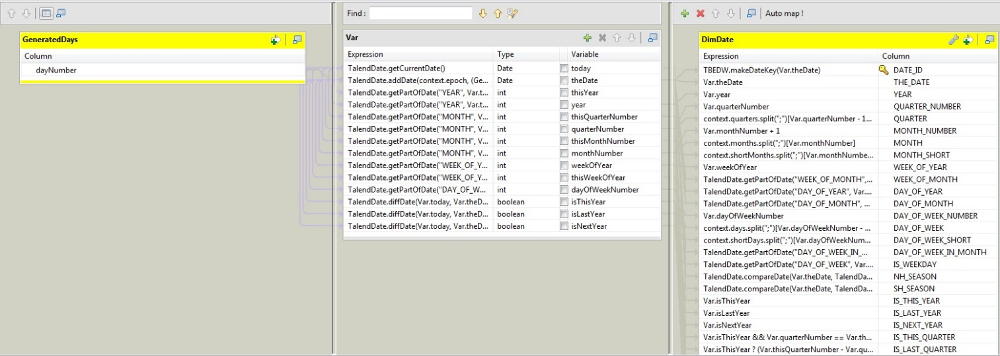 Find :
Auto map !
GeneratedDays
Column
dayNumber
Var
Expression Type Variable
TalendDate.getCurrentDate() Date today
TalendDate.addDate(context.epoch, (Ge... Date theDate
TalendDate.getPartOfDate("YEAR", Var.t... int thisYear
TalendDate.getPartOfDate("YEAR", Var.t... int year
TalendDate.getPartOfDate("MONTH", V... int thisQuarterNumber
TalendDate.getPartOfDate("MONTH", V... int quarterNumber
TalendDate.getPartOfDate("MONTH", V... int thisMonthNumber
TalendDate.getPartOfDate("MONTH", V... int monthNumber
TalendDate.getPartOfDate("WEEK_OF_Y... int weekOfYear
TalendDate.getPartOfDate("WEEK_OF_Y... int thisWeekOfYear
TalendDate.getPartOfDate("DAY_OF_W... int dayOfWeekNumber
TalendDate.diffDate(Var.today, Var.theD... boolean isThisYear
TalendDate.diffDate(Var.today, Var.theD... boolean isLastYear
TalendDate.diffDate(Var.today, Var.theD... boolean isNextYear
DimDate
Expression Column
TBEDW.makeDateKey(Var.theDate) DATE_ID
Var.theDate THE_DATE
Var.year YEAR
Var.quarterNumber QUARTER_NUMBER
context.quarters.split(";")[Var.quarterNumber - 1... QUARTER
Var.monthNumber + 1 MONTH_NUMBER
context.months.split(";")[Var.monthNumber] MONTH
context.shortMonths.split(";")[Var.monthNumbe... MONTH_SHORT
Var.weekOfYear WEEK_OF_YEAR
TalendDate.getPartOfDate("WEEK_OF_MONTH",... WEEK_OF_MONTH
TalendDate.getPartOfDate("DAY_OF_YEAR", Var.... DAY_OF_YEAR
TalendDate.getPartOfDate("DAY_OF_MONTH", ... DAY_OF_MONTH
Var.dayOfWeekNumber DAY_OF_WEEK_NUMBER
context.days.split(";")[Var.dayOfWeekNumber - ... DAY_OF_WEEK
context.shortDays.split(";")[Var.dayOfWeekNum... DAY_OF_WEEK_SHORT
TalendDate.getPartOfDate("DAY_OF_WEEK_IN_... DAY_OF_WEEK_IN_MONTH
TalendDate.getPartOfDate("DAY_OF_WEEK", Var.... IS_WEEKDAY
TalendDate.compareDate(Var.theDate, TalendDa... NH_SEASON
TalendDate.compareDate(Var.theDate, TalendDa... SH_SEASON
Var.isThisYear IS_THIS_YEAR
Var.isLastYear IS_LAST_YEAR
Var.isNextYear IS_NEXT_YEAR
Var.isThisYear && Var.quarterNumber == Var.th... IS_THIS_QUARTER
Var.isThisYear ? (Var.thisQuarterNumber - Var.qu... IS_LAST_QUARTER